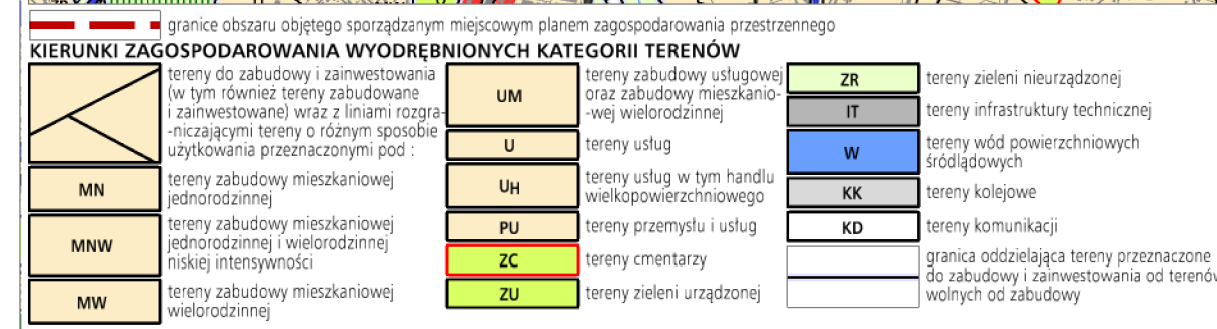 granice obszaru objętego sporządzanym miejscowym planem zagospodarowania przestrzennego
KIERUNKI ZAGOSPODAROWANIA WYODRĘBNIONYCH KATEGORII TERENÓW
tereny do zabudowy i zainwestowania
(w tym również tereny zabudowane
i zainwestowane) wraz z liniami rozgra-
-niczającymi tereny o różnym sposobie
użytkowania przeznaczonymi pod :
MN
tereny zabudowy mieszkaniowej
jednorodzinnej
MNW
tereny zabudowy mieszkaniowej
jednorodzinnej i wielorodzinnej
niskiej intensywności
MW
tereny zabudowy mieszkaniowej
wielorodzinnej
UM
tereny zabudowy usługowej
oraz zabudowy mieszkanio-
-wej wielorodzinnej
U
tereny usług
UH
tereny usług w tym handlu
wielkopowierzchniowego
PU
tereny przemysłu i usług
ZC
tereny cmentarzy
ZU
tereny zieleni urządzonej
ZR
tereny zieleni nieurządzonej
IT
tereny infrastruktury technicznej
W
tereny wód powierzchniowych
śródlądowych
KK
tereny kolejowe
KD
tereny komunikacji
granica oddzielająca tereny przeznaczone
do zabudowy i zainwestowania od terenów
wolnych od zabudowy